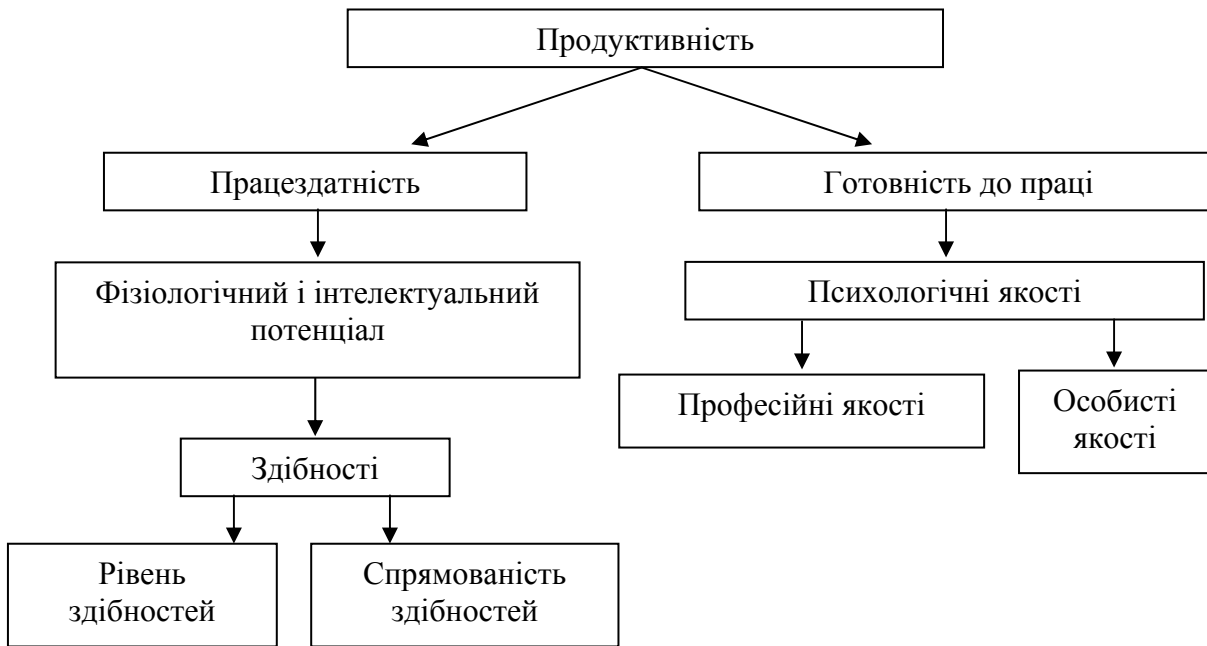 Продуктивність
Працездатність
Готовність до праці
Фізіологічний і інтелектуальний
потенціал
Психологічні якості
Професійні якості
Особисті
якості
Здібності
Рівень
здібностей
Спрямованість
здібностей